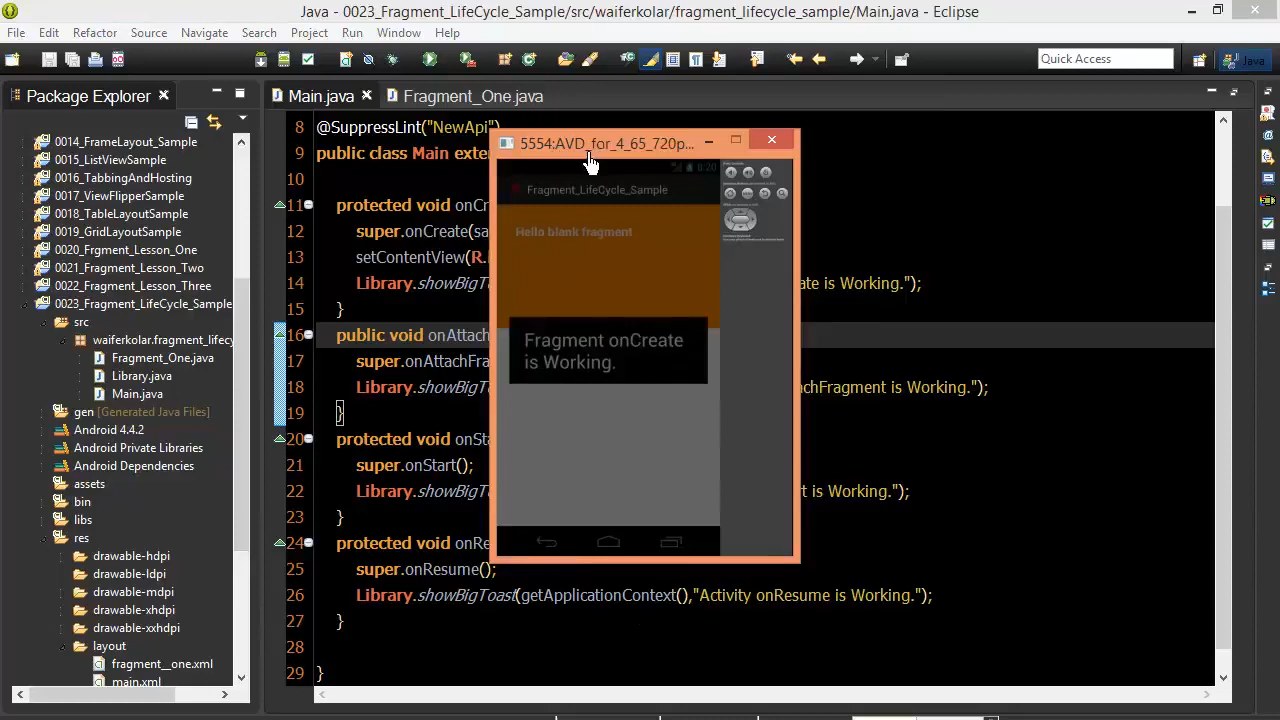 Java - 0023_Fragment_LifeCycle_Sample/src/waiferkolar/fragment_lifecycle_sample/Main.java - Eclipse
File Edit Refactor Source Navigate Search Project Run Window Help
Quick Access
Java
Package Explorer
Main.java
Fragment_One.java
0014_FrameLayout_Sample
0015_ListViewSample
0016_TabbingAndHosting
0017_ViewFlipperSample
0018_TableLayoutSample
0019_GridLayoutSample
0020_Frgment_Lesson_One
0021_Fragment_Lesson_Two
0022_Fragment_Lesson_Three
0023_Fragment_LifeCycle_Sample
src
waiferkolar.fragment_lifecy
Fragment_One.java
Library.java
Main.java
gen [Generated Java Files]
Android 4.4.2
Android Private Libraries
Android Dependencies
assets
bin
libs
res
drawable-hdpi
drawable-ldpi
drawable-mdpi
drawable-xhdpi
drawable-xxhdpi
layout
fragment__one.xml
main.xml
8 @SuppressLint("NewApi")
9 public class Main exten
10
11 protected void onCr
12 super.onCreate(sa
13 setContentView(R.
14 Library.showBigT ate is Working.");
15 }
16 public void onAttach
17 super.onAttachFra
18 Library.showBigT achFragment is Working.");
19 }
20 protected void onSta
21 super.onStart();
22 Library.showBigT t is Working.");
23 }
24 protected void onRe
25 super.onResume();
26 Library.showBigToast(getApplicationContext(),"Activity onResume is Working.");
27 }
28
29 }
5554:AVD_for_4_65_720p...
8:20
Fragment_LifeCycle_Sample
Hello blank fragment
Fragment onCreate
is Working.